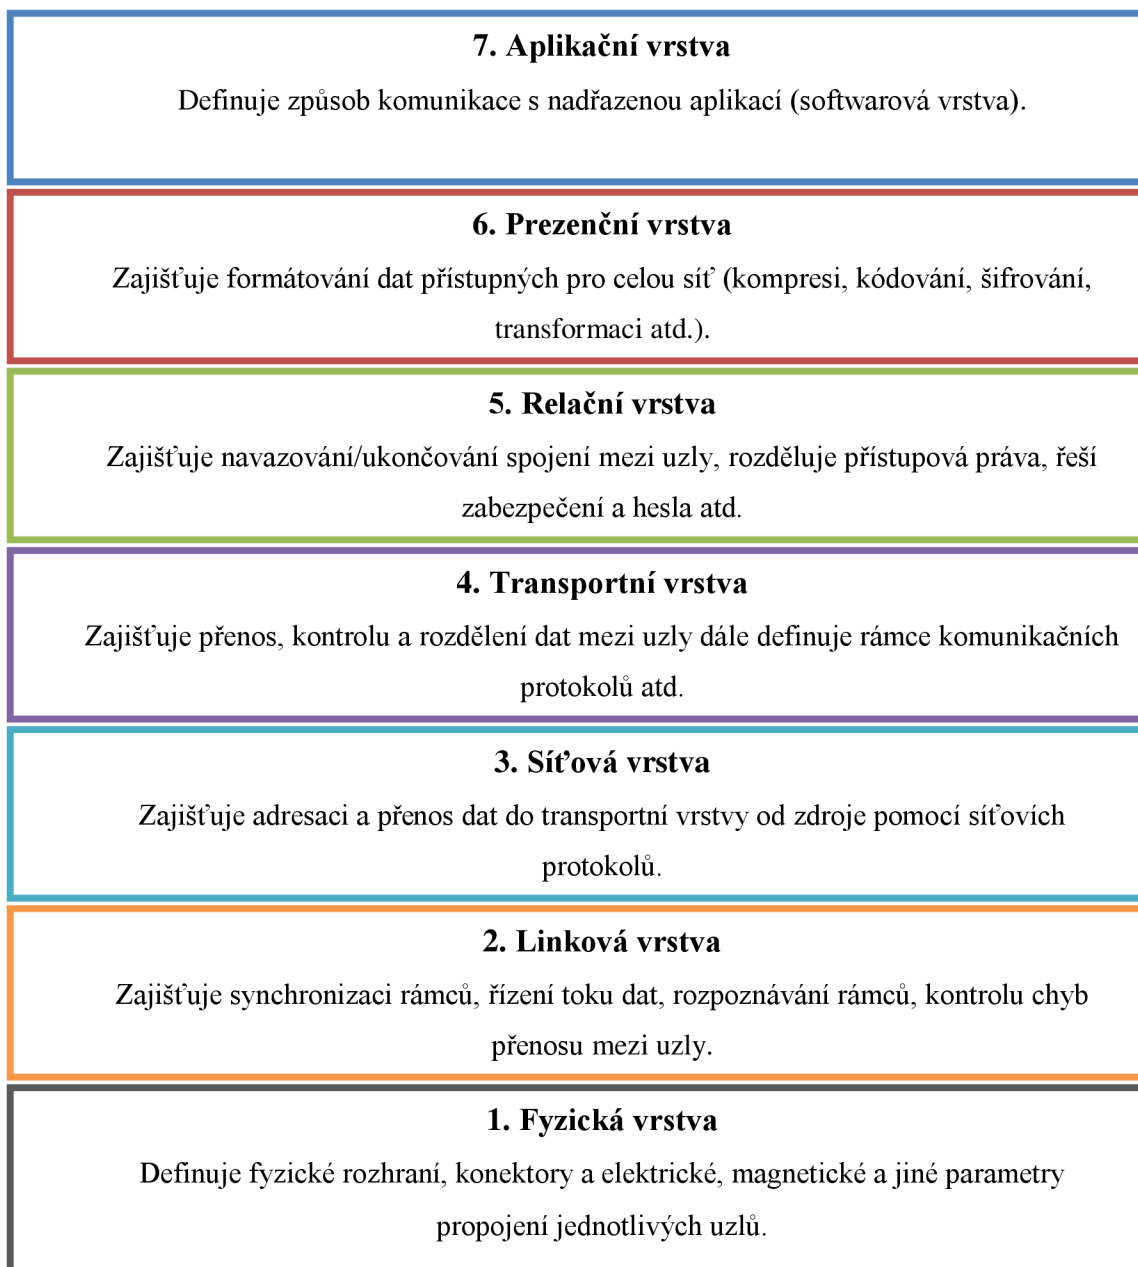 7. Aplikační vrstva
Definuje způsob komunikace s nadřazenou aplikací (softwarová vrstva).
6. Prezenční vrstva
Zajišťuje formátování dat přístupných pro celou síť (kompresi, kódování, šifrování,
transformaci atd.).
5. Relační vrstva
Zajišťuje navazování/ukončování spojení mezi uzly, rozděluje přístupová práva, řeší
zabezpečení a hesla atd.
4. Transportní vrstva
Zajišťuje přenos, kontrolu a rozdělení dat mezi uzly dále definuje rámce komunikačních
protokolů atd.
3. Síťová vrstva
Zajišťuje adresaci a přenos dat do transportní vrstvy od zdroje pomocí síťovích
protokolů.
2. Linková vrstva
Zajišťuje synchronizaci rámců, řízení toku dat, rozpoznávání rámců, kontrolu chyb
přenosu mezi uzly.
1. Fyzická vrstva
Definuje fyzické rozhraní, konektory a elektrické, magnetické a jiné parametry
propojení jednotlivých uzlů.